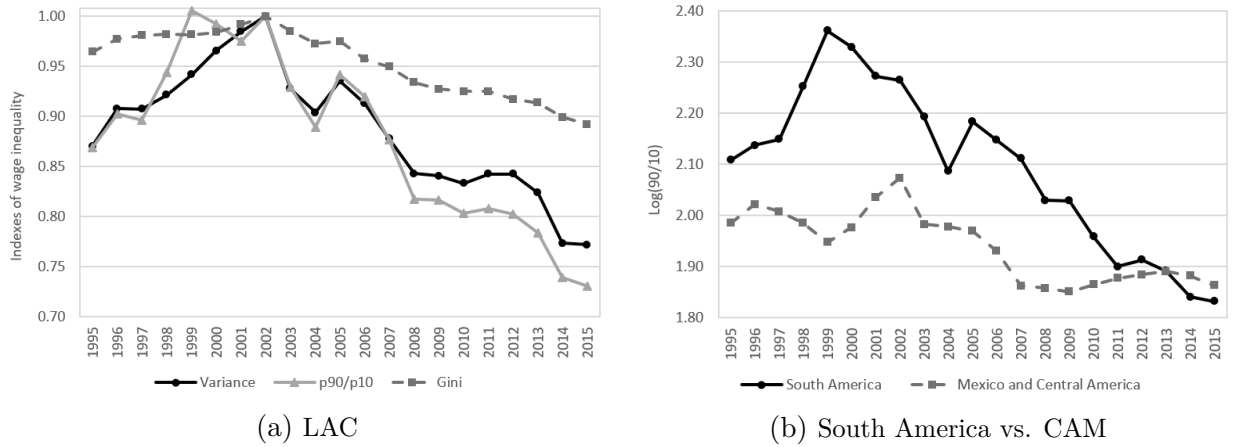 Indexes of wage inequality
1.00
0.95
0.90
0.85
0.80
0.75
0.70
1995 1996 1997 1998 1999 2000 2001 2002 2003 2004 2005 2006 2007 2008 2009 2010 2011 2012 2013 2014 2015
Variance p90/p10 Gini
(a) LAC
Log(90/10)
2.40
2.30
2.20
2.10
2.00
1.90
1.80
1995 1996 1997 1998 1999 2000 2001 2002 2003 2004 2005 2006 2007 2008 2009 2010 2011 2012 2013 2014 2015
South America Mexico and Central America
(b) South America vs. CAM